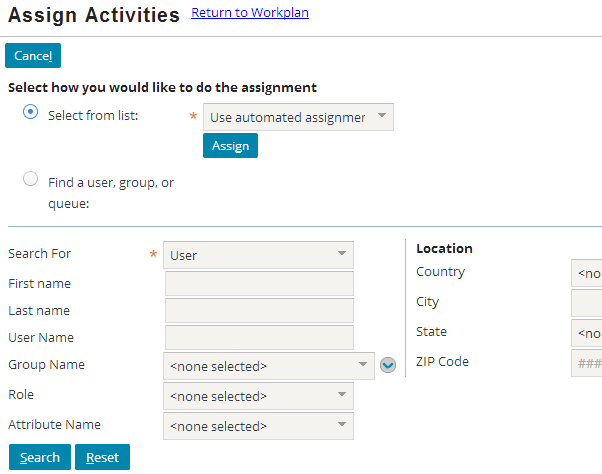 Assign Activities Return to Workplan
Cancel
Select how you would like to do the assignment
Select from list: * Use automated assignmen
Assign
Find a user, group, or
queue:
Search For * User
First name
Last name
User Name
Group Name <none selected>
Role <none selected>
Attribute Name <none selected>
Search Reset
Location
Country <no
City
State <no
ZIP Code ###